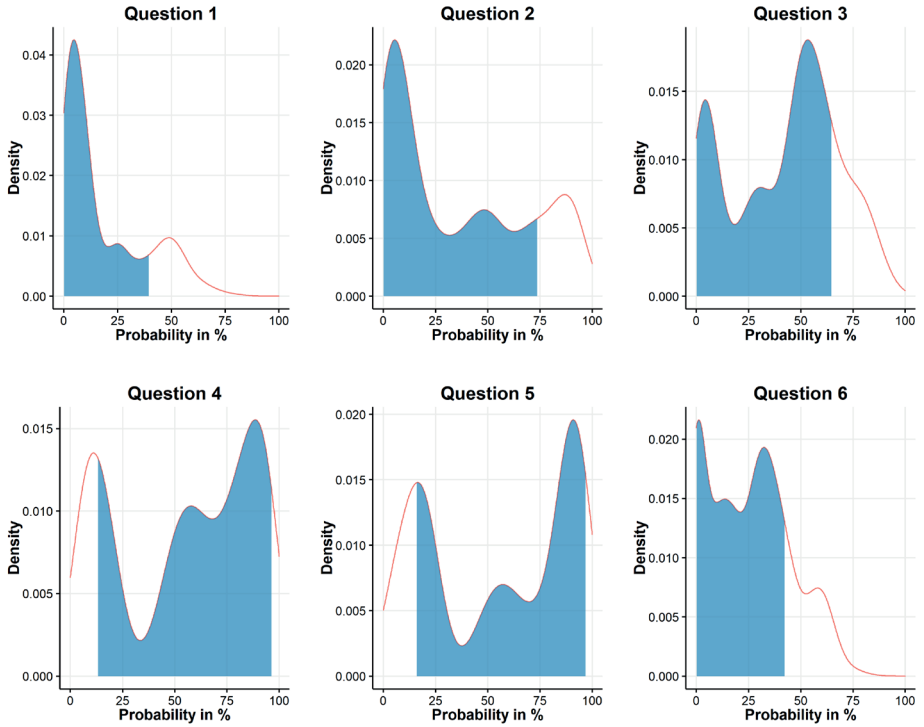 Question 1
0.04
0.03
0.02
0.01
0.00
Density
0 25 50 75 100
Probability in %
Question 2
0.020
0.015
0.010
0.005
0.000
Density
0 25 50 75 100
Probability in %
Question 3
0.015
0.010
0.005
0.000
Density
0 25 50 75 100
Probability in %
Question 4
0.015
0.010
0.005
0.000
Density
0 25 50 75 100
Probability in %
Question 5
0.020
0.015
0.010
0.005
0.000
Density
0 25 50 75 100
Probability in %
Question 6
0.020
0.015
0.010
0.005
0.000
Density
0 25 50 75 100
Probability in %